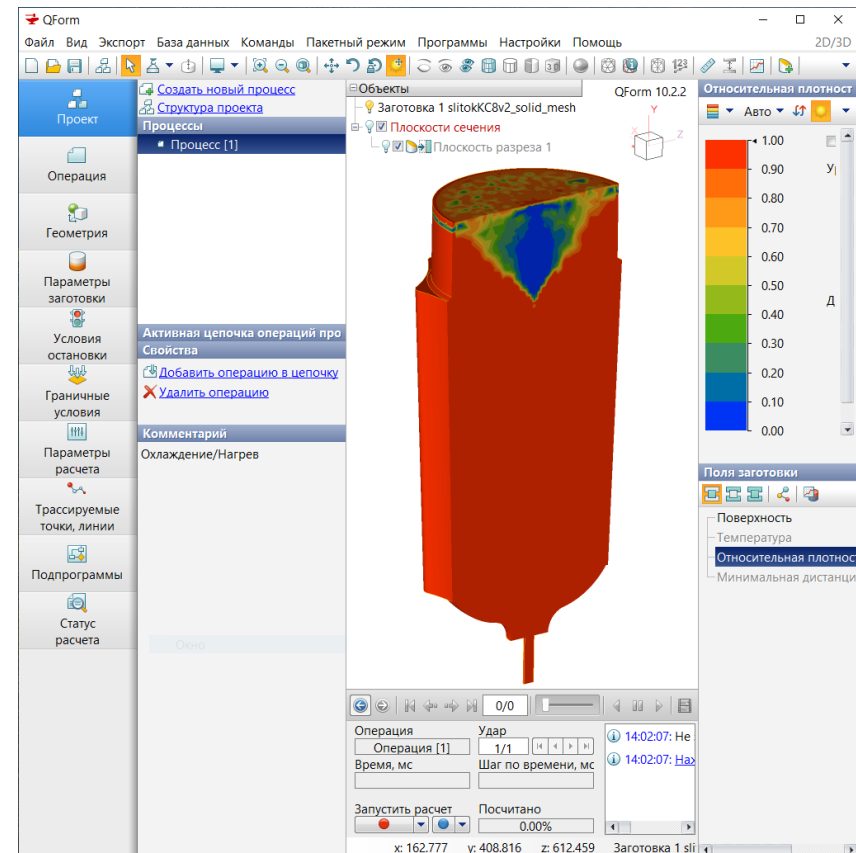 QForm
Файл Вид Экспорт База данных Команды Пакетный режим Программы Настройки Помощь 2D/3D
Проект
Операция
Геометрия
Параметры
заготовки
Условия
остановки
Граничные
условия
Параметры
расчета
Трассируемые
точки, линии
Подпрограммы
Статус
расчета
Создать новый процесс
Структура проекта
Процессы
Процесс [1]
Активная цепочка операций про
Свойства
Добавить операцию в цепочку
Удалить операцию
Комментарий
Охлаждение/Нагрев
Окно
Объекты
Заготовка 1 slitokKC8v2_solid_mesh
Плоскости сечения
Плоскость разреза 1
QForm 10.2.2
Y
X
Z
0/0
Операция
Операция [1]
Удар
1/1
Время, мс
Шаг по времени, мс
Запустить расчет
Посчитано
0.00%
14:02:07: Не
14:02:07: Нах
x: 162.777 y: 408.816 z: 612.459 Заготовка 1 sli
Относительная плотност
Авто
1.00
0.90
0.80
0.70
0.60
0.50
0.40
0.30
0.20
0.10
0.00
Д
Поля заготовки
Поверхность
Температура
Относительная плотност
Минимальная дистанци